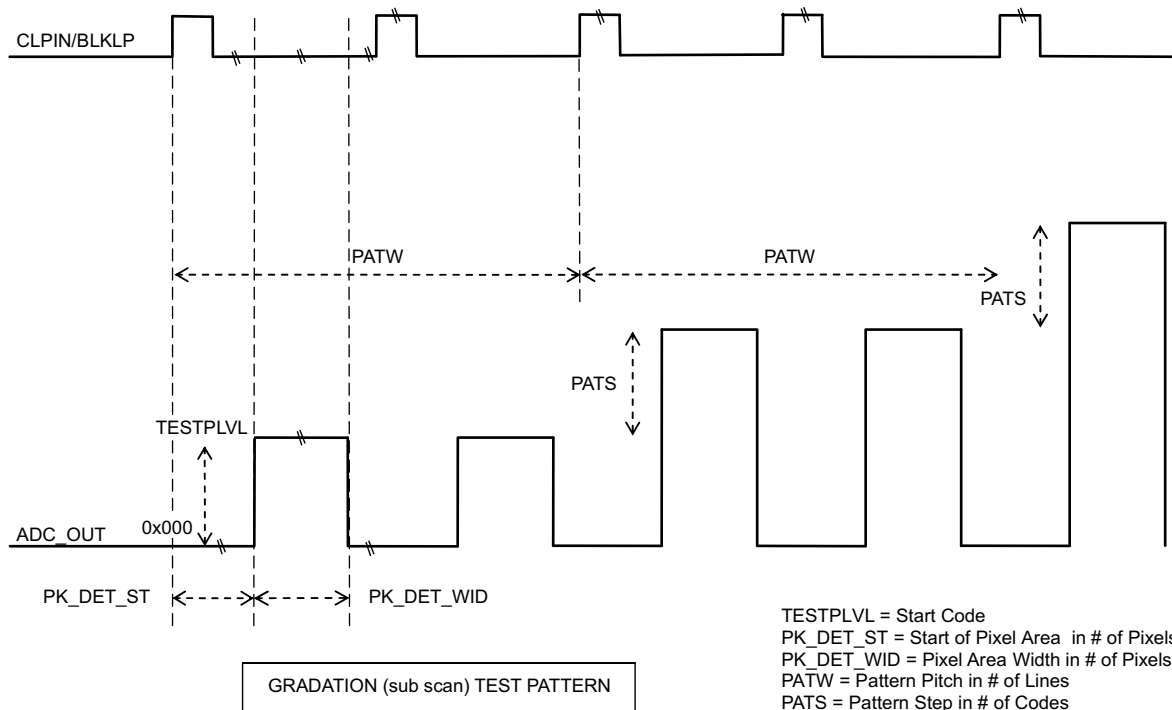 CLPIN/BLKLP
PATW
PATW
PATS
PATS
TESTPLVL
0x000
ADC_OUT
PK_DET_ST
PK_DET_WID
TESTPLVL = Start Code
PK_DET_ST = Start of Pixel Area in # of Pixels
PK_DET_WID = Pixel Area Width in # of Pixels
PATW = Pattern Pitch in # of Lines
PATS = Pattern Step in # of Codes
GRADATION (sub scan) TEST PATTERN